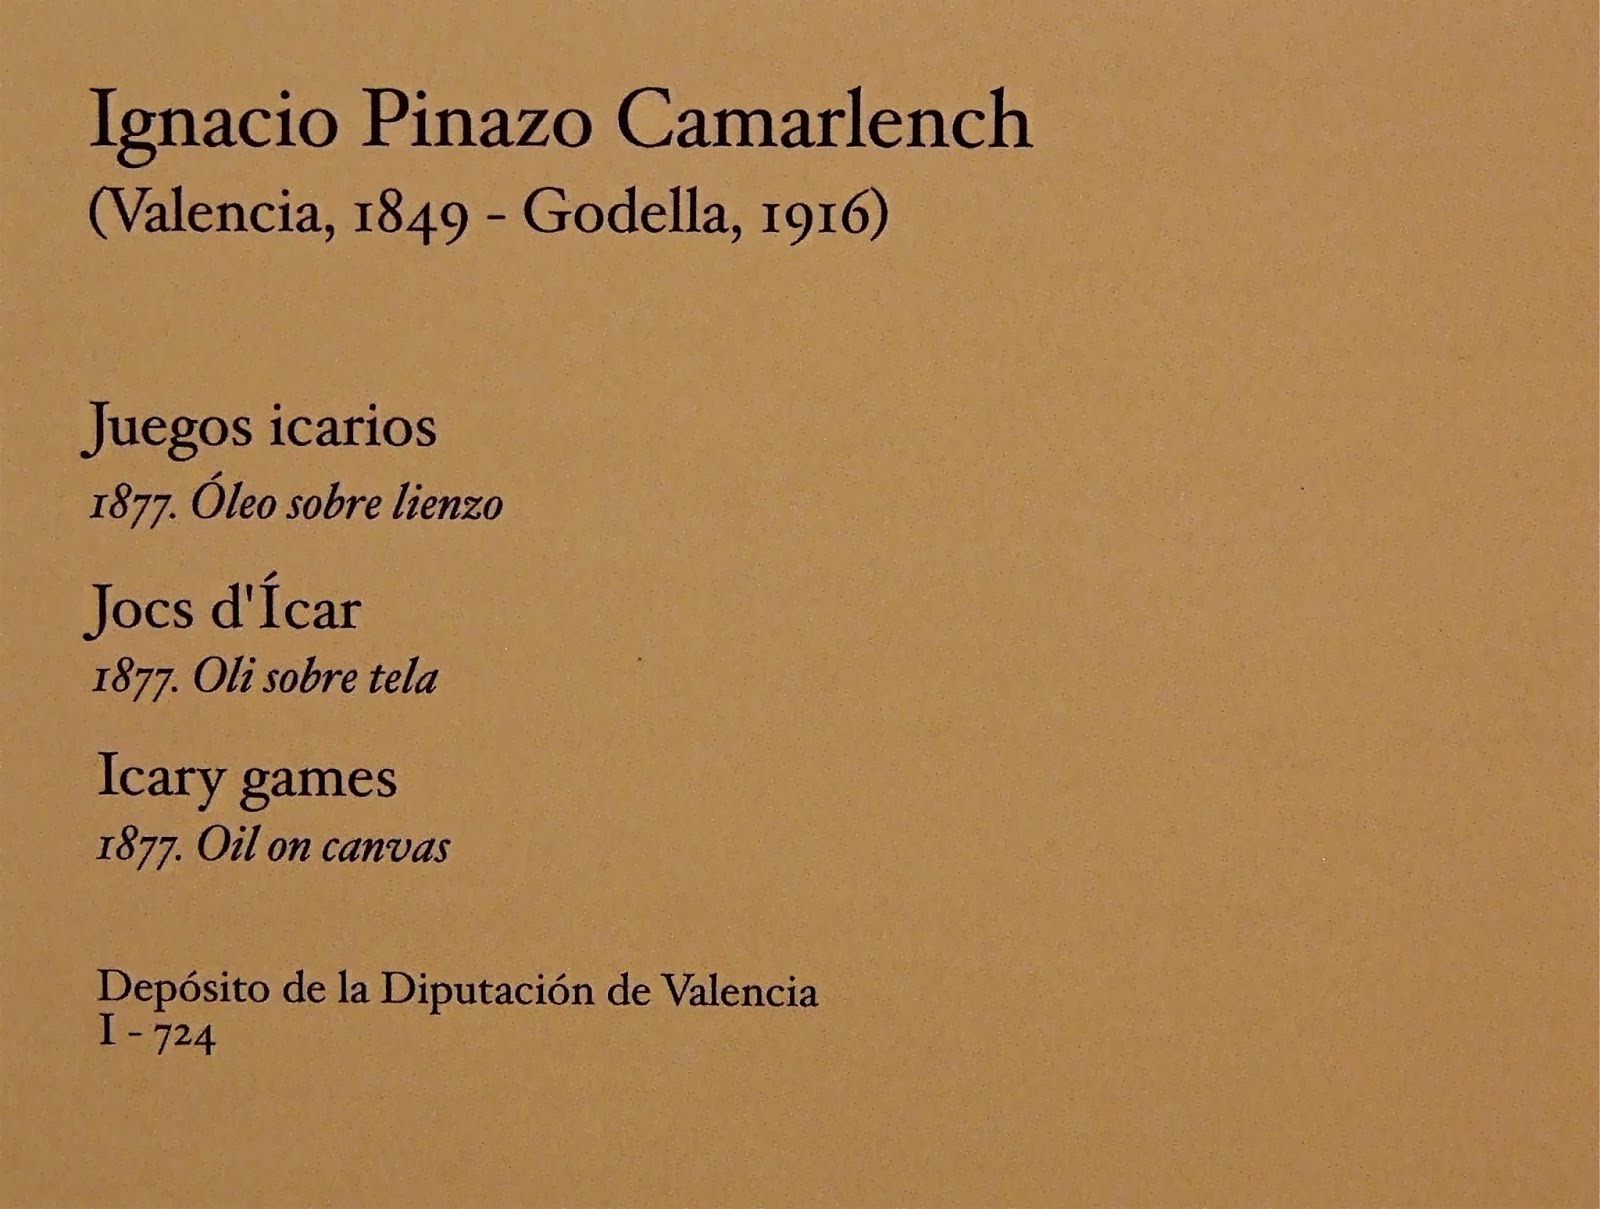 Ignacio Pinazo Camarlench
(Valencia, 1849 - Godella, 1916)
Juegos icarios
1877. Óleo sobre lienzo
Jocs d'Ícar
1877. Oli sobre tela
Icary games
1877. Oil on canvas
Depósito de la Diputación de Valencia
I - 724